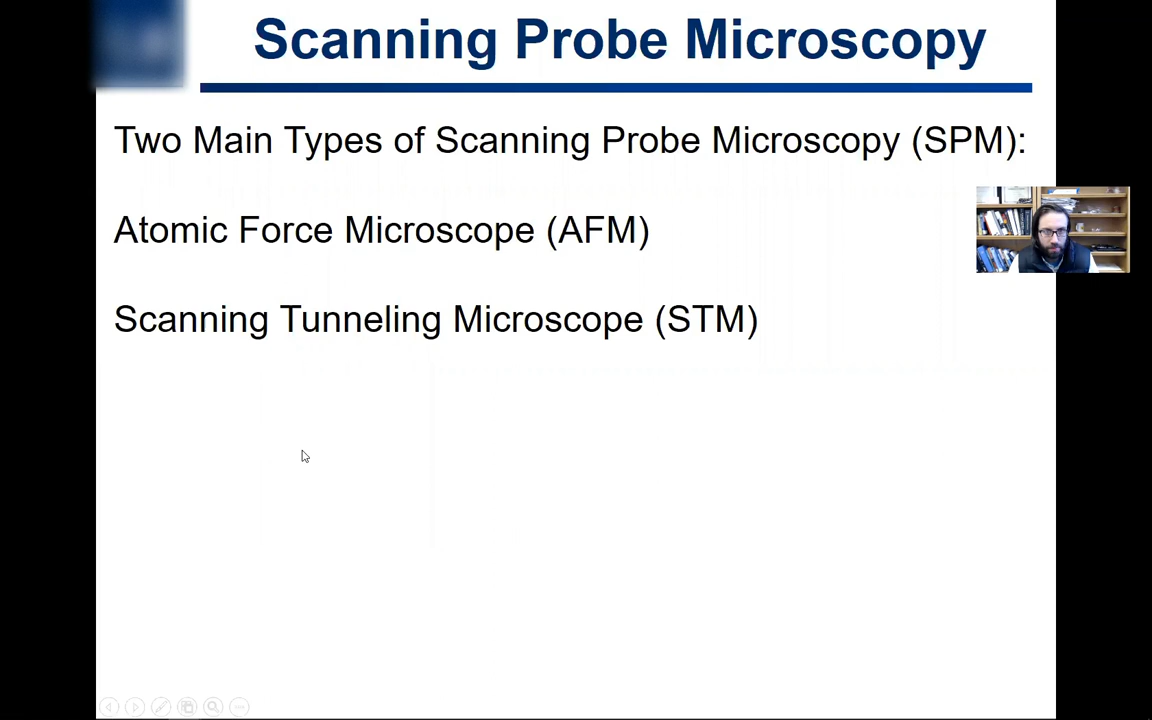 Scanning Probe Microscopy
Two Main Types of Scanning Probe Microscopy (SPM):
Atomic Force Microscope (AFM)
Scanning Tunneling Microscope (STM)